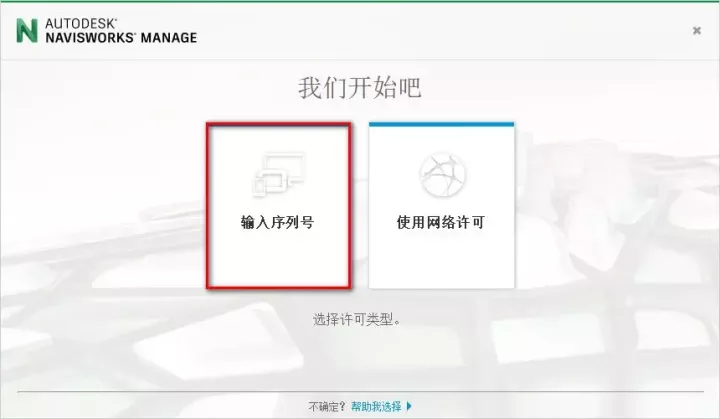 AUTODESK®
NAVISWORKS® MANAGE
我们开始吧
输入序列号
使用网络许可
选择许可类型。
不确定? 帮助我选择